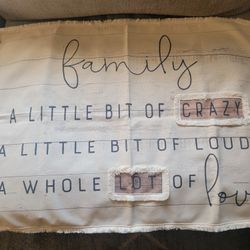 family
A LITTLE BIT OF CRAZY
A LITTLE BIT OF LOUD
A WHOLE LOT OF love